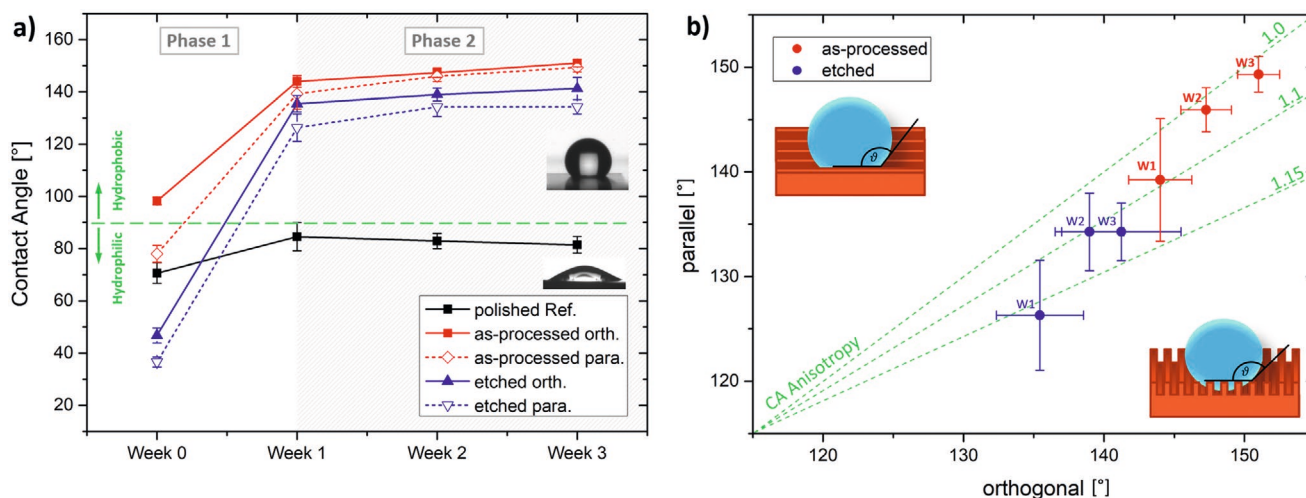 a)
Phase 1
Phase 2
160
140
120
100
80
60
40
20
Contact Angle [°]
Hydrophobic
Hydrophilic
polished Ref.
as-processed orth.
as-processed para.
etched orth.
etched para.
Week 0
Week 1
Week 2
Week 3
b)
as-processed
etched
150
140
130
120
parallel [°]
1.0
1.1
1.15
CA Anisotropy
W3
W2
W1
W2
W3
W1
ϑ
ϑ
120
130
140
150
orthogonal [°]